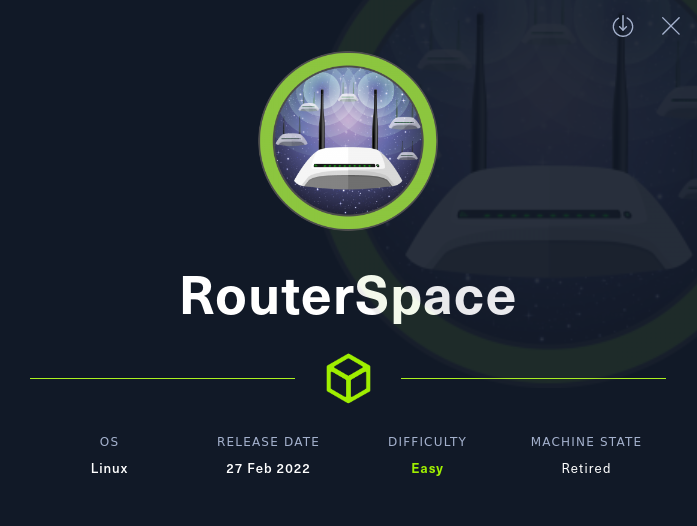 RouterSpace
OS RELEASE DATE DIFFICULTY MACHINE STATE
Linux 27 Feb 2022 Easy Retired